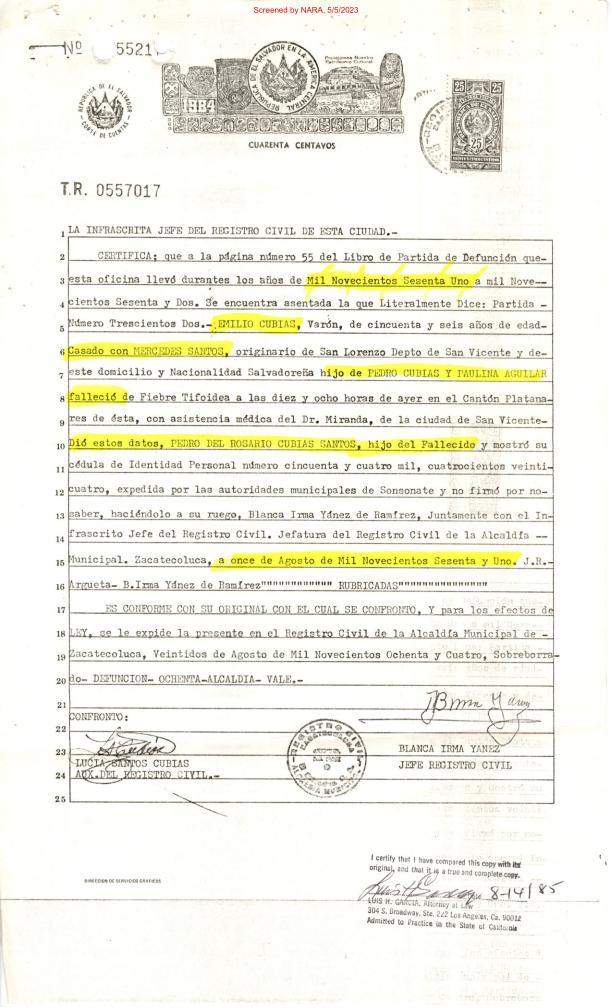 Screened by NARA, 5/5/2023
Nº 5521
REPUBLICA DE EL SALVADOR
CORTE DE CUENTAS
1984
REPUBLICA DE EL SALVADOR EN LA AMERICA CENTRAL
Protejamos Nuestro
Patrimonio Cultural
25 25
25
CUARENTA CENTAVOS
T.R. 0557017
1 LA INFRASCRITA JEFE DEL REGISTRO CIVIL DE ESTA CIUDAD.-
2 CERTIFICA; que a la página número 55 del Libro de Partida de Defunción que-
3 esta oficina llevó durantes los años de Mil Novecientos Sesenta Uno a mil Nove--
4 cientos Sesenta y Dos. Se encuentra asentada la que Literalmente Dice: Partida -
5 Número Trescientos Dos.- EMILIO CUBIAS, Varón, de cincuenta y seis años de edad-
6 Casado con MERCEDES SANTOS, originario de San Lorenzo Depto de San Vicente y de-
7 este domicilio y Nacionalidad Salvadoreña hijo de PEDRO CUBIAS Y PAULINA AGUILAR
8 falleció de Fiebre Tifoidea a las diez y ocho horas de ayer en el Cantón Platana-
9 res de ésta, con asistencia médica del Dr. Miranda, de la ciudad de San Vicente-
10 Dió estos datos, PEDRO DEL ROSARIO CUBIAS SANTOS, hijo del Fallecido y mostró su
11 cédula de Identidad Personal número cincuenta y cuatro mil, cuatrocientos veinti-
12 cuatro, expedida por las autoridades municipales de Sonsonate y no firmó por no-
13 saber, haciéndolo a su ruego, Blanca Irma Yánez de Ramírez, Juntamente con el In-
14 frascrito Jefe del Registro Civil. Jefatura del Registro Civil de la Alcaldía --
15 Municipal. Zacatecoluca, a once de Agosto de Mil Novecientos Sesenta y Uno. J.R.-
16 Argueta- B.Irma Yánez de Ramírez"""""""""""" RUBRICADAS""""""""""""""""
17 ES CONFORME CON SU ORIGINAL CON EL CUAL SE CONFRONTO, Y para los efectos de
18 LEY, se le expide la presente en el Registro Civil de la Alcaldía Municipal de -
19 Zacatecoluca, Veintidos de Agosto de Mil Novecientos Ochenta y Cuatro, Sobreborra-
20 do- DEFUNCION- OCHENTA-ALCALDIA- VALE.-
21
CONFRONTO:
22
23 BLANCA IRMA YANEZ
LUCIA SANTOS CUBIAS JEFE REGISTRO CIVIL
24 AUX.DEL REGISTRO CIVIL.-
25
REGISTRO CIVIL
ALCALDIA MUNICIPAL
DIRECCION DE SERVICIOS GRAFICOS
I certify that I have compared this copy with its
original, and that it is a true and complete copy.
8-14/85
LUIS H. GARCIA, Attorney at Law
304 S. Broadway, Ste. 222 Los Angeles, Ca. 90012
Admitted to Practice in the State of California